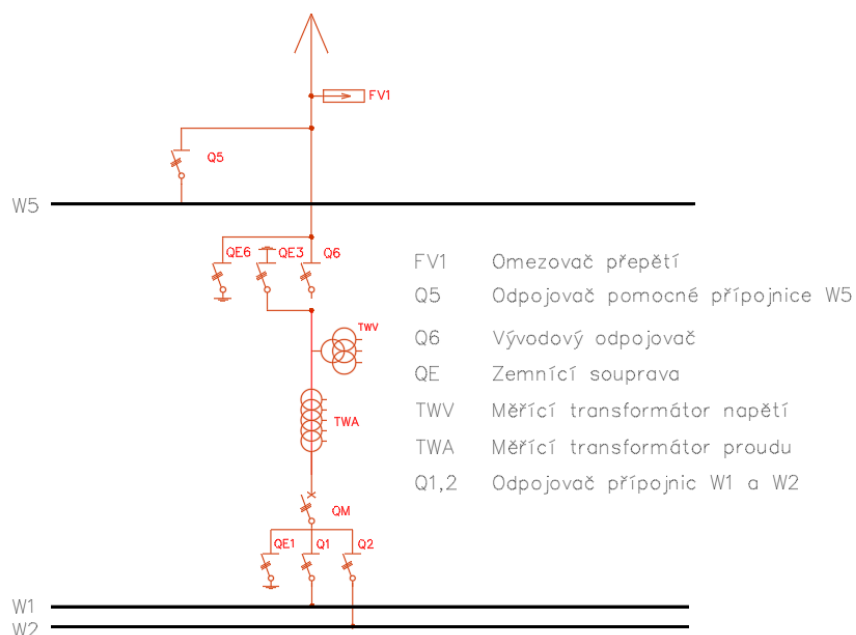 FV1
Q5
W5
QE6
QE3
Q6
FV1 Omezovač přepětí
Q5 Odpojovač pomocné přípojnice W5
TWV
Q6 Vývodový odpojovač
QE Zemnící souprava
TWV Měřící transformátor napětí
TWA
TWA Měřící transformátor proudu
Q1,2 Odpojovač přípojnic W1 a W2
QM
QE1
Q1
Q2
W1
W2